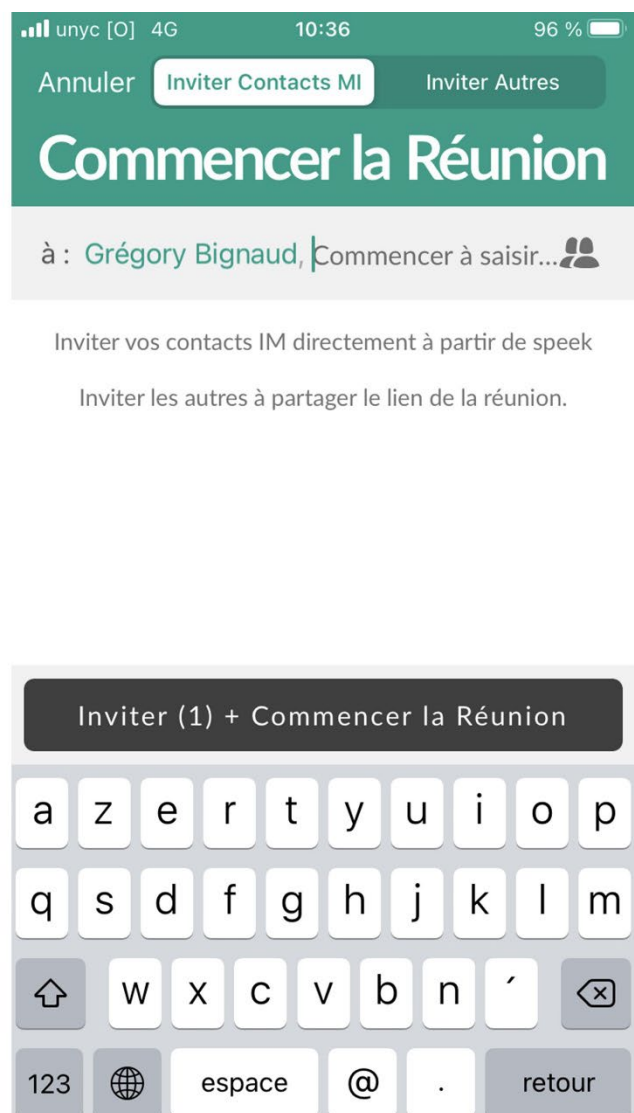 unyc [O] 4G 10:36 96 %
Annuler Inviter Contacts MI Inviter Autres
Commencer la Réunion
à : Grégory Bignaud, Commencer à saisir...
Inviter vos contacts IM directement à partir de speek
Inviter les autres à partager le lien de la réunion.
Inviter (1) + Commencer la Réunion
a z e r t y u i o p
q s d f g h j k l m
w x c v b n ´
123 espace @ . retour